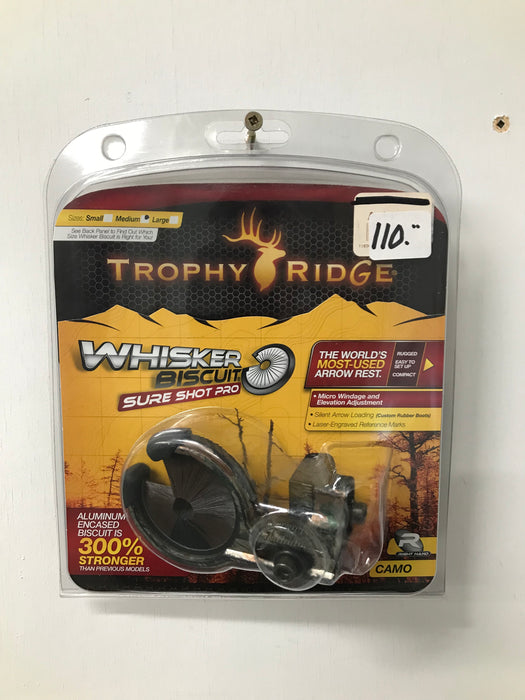 Sizes: Small Medium Large
See Back Panel to Find Out Which
Size Whisker Biscuit is Right for You!
110.
TROPHY RIDGE®
WHISKER
BISCUIT
SURE SHOT PRO
THE WORLD'S
MOST-USED
ARROW REST.
RUGGED
EASY TO
SET UP
COMPACT
• Micro Windage and
Elevation Adjustment
• Silent Arrow Loading (Custom Rubber Boots)
• Laser-Engraved Reference Marks
ALUMINUM
ENCASED
BISCUIT IS
300%
STRONGER
THAN PREVIOUS MODELS
R
RIGHT HAND
CAMO